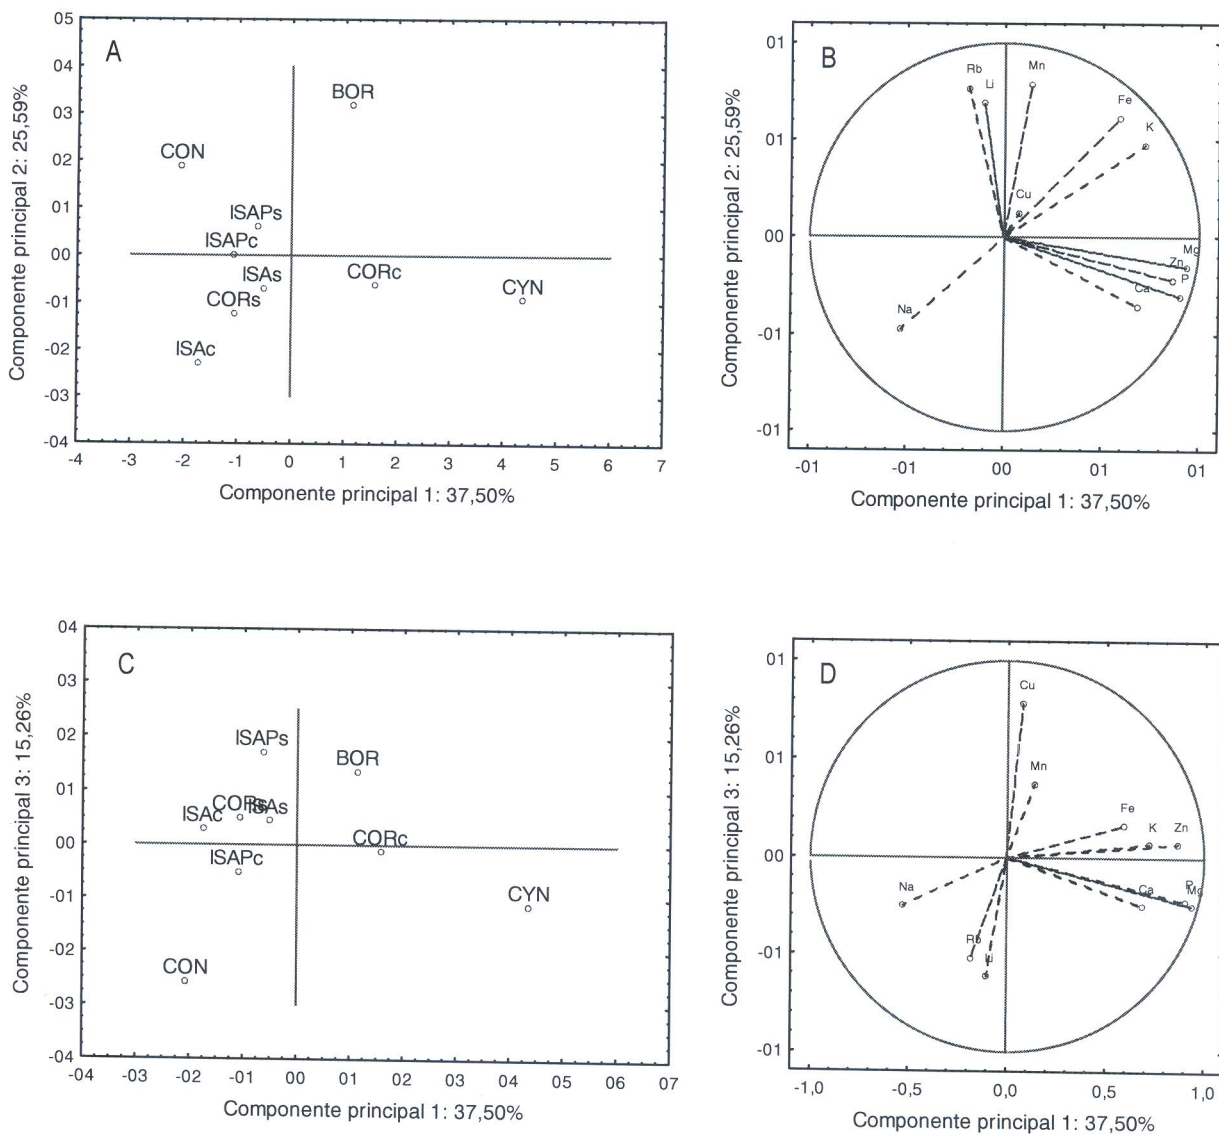 A
05
04
03
02
01
00
-01
-02
-03
-04
Componente principal 2: 25,59%
BOR
CON
ISAPs
ISAPc
ISAs
CORs
ISAc
CORc
CYN
-4 -3 -2 -1 0 1 2 3 4 5 6 7
Componente principal 1: 37,50%
B
01
01
00
-01
-01
Componente principal 2: 25,59%
Rb
Li
Mn
Fe
K
Cu
Mg
Zn
P
Ca
Na
-01 -01 00 01 01
Componente principal 1: 37,50%
C
04
03
02
01
00
-01
-02
-03
-04
Componente principal 3: 15,26%
ISAPs
BOR
CORs
ISAs
ISAc
CORc
ISAPc
CYN
CON
-04 -03 -02 -01 00 01 02 03 04 05 06 07
Componente principal 1: 37,50%
D
01
01
00
-01
-01
Componente principal 3: 15,26%
Cu
Mn
Fe
K
Zn
P
Ca
Mg
Na
Rb
Li
-1,0 -0,5 0,0 0,5 1,0
Componente principal 1: 37,50%